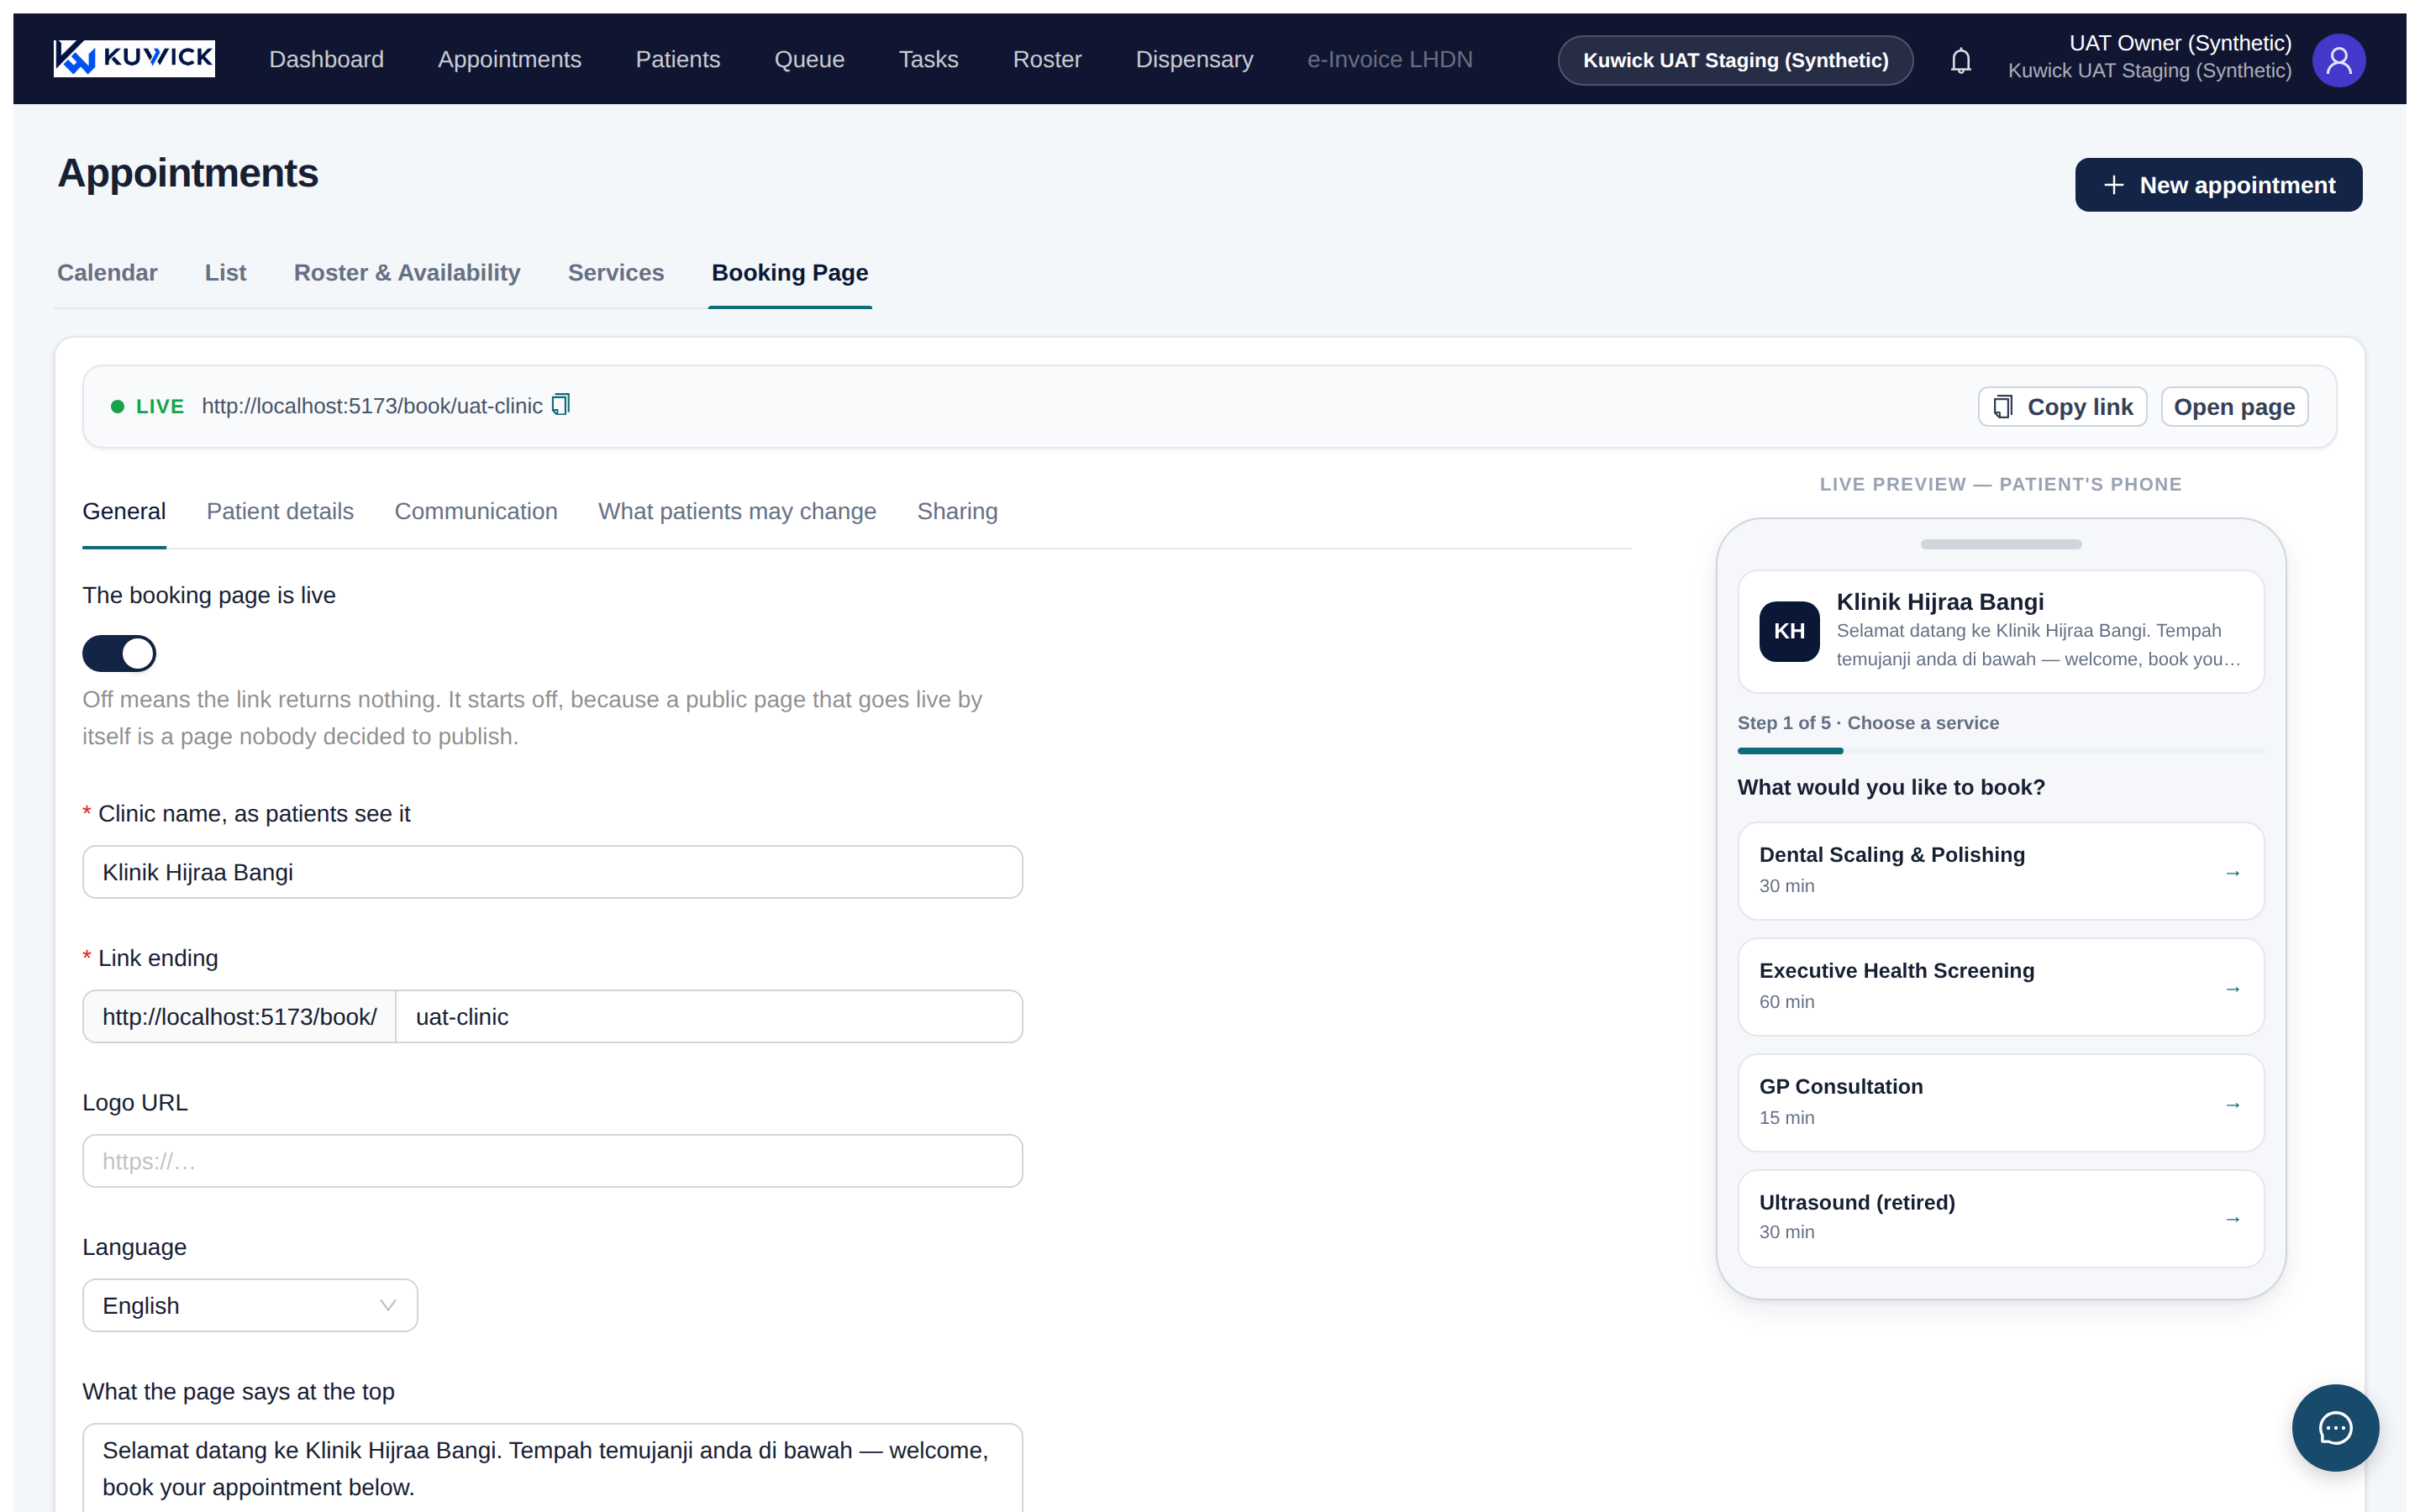 KUWICK
Dashboard
Appointments
Patients
Queue
Tasks
Roster
Dispensary
e-Invoice LHDN
Kuwick UAT Staging (Synthetic)
UAT Owner (Synthetic)
Kuwick UAT Staging (Synthetic)
Appointments
New appointment
Calendar
List
Roster & Availability
Services
Booking Page
LIVE
http://localhost:5173/book/uat-clinic
Copy link
Open page
General
Patient details
Communication
What patients may change
Sharing
The booking page is live
Off means the link returns nothing. It starts off, because a public page that goes live by
itself is a page nobody decided to publish.
* Clinic name, as patients see it
Klinik Hijraa Bangi
* Link ending
http://localhost:5173/book/
uat-clinic
Logo URL
https://…
Language
English
What the page says at the top
Selamat datang ke Klinik Hijraa Bangi. Tempah temujanji anda di bawah — welcome,
book your appointment below.
LIVE PREVIEW — PATIENT'S PHONE
KH
Klinik Hijraa Bangi
Selamat datang ke Klinik Hijraa Bangi. Tempah
temujanji anda di bawah — welcome, book you…
Step 1 of 5 · Choose a service
What would you like to book?
Dental Scaling & Polishing
30 min
→
Executive Health Screening
60 min
→
GP Consultation
15 min
→
Ultrasound (retired)
30 min
→